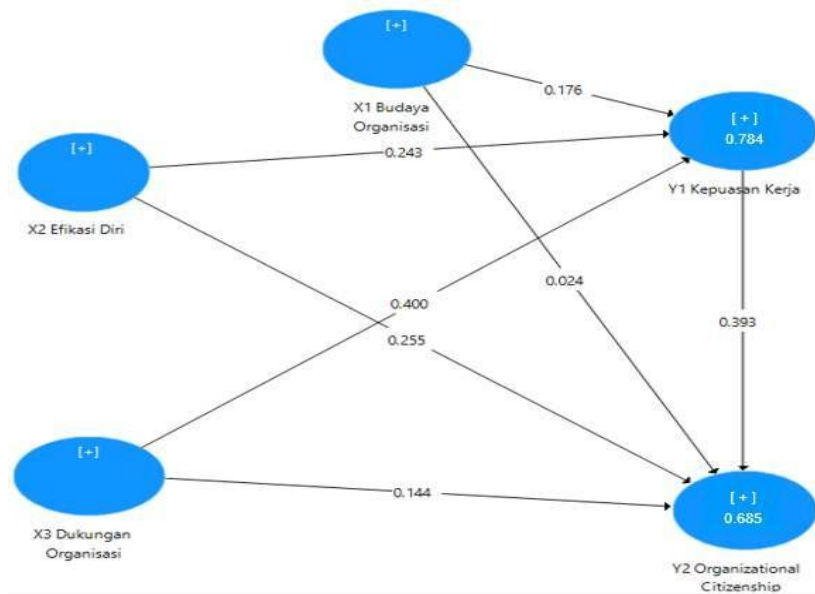 [+]
X1 Budaya
Organisasi
0.176
[+]
0.784
Y1 Kepuasan Kerja
[+]
X2 Efikasi Diri
0.243
0.024
0.400
0.255
0.393
[+]
X3 Dukungan
Organisasi
0.144
[+]
0.685
Y2 Organizational
Citizenship